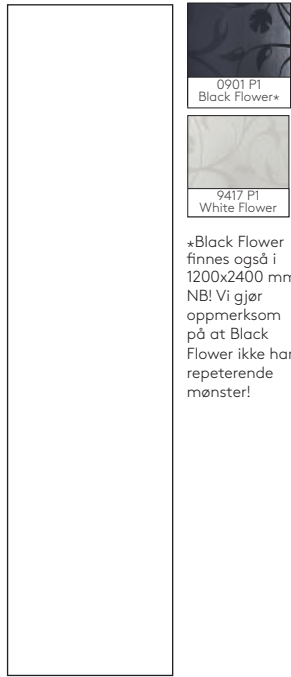 0901 P1
Black Flower*
9417 P1
White Flower
*Black Flower
finnes også i
1200x2400 mm
NB! Vi gjør
oppmerksom
på at Black
Flower ikke har
repeterende
mønster!